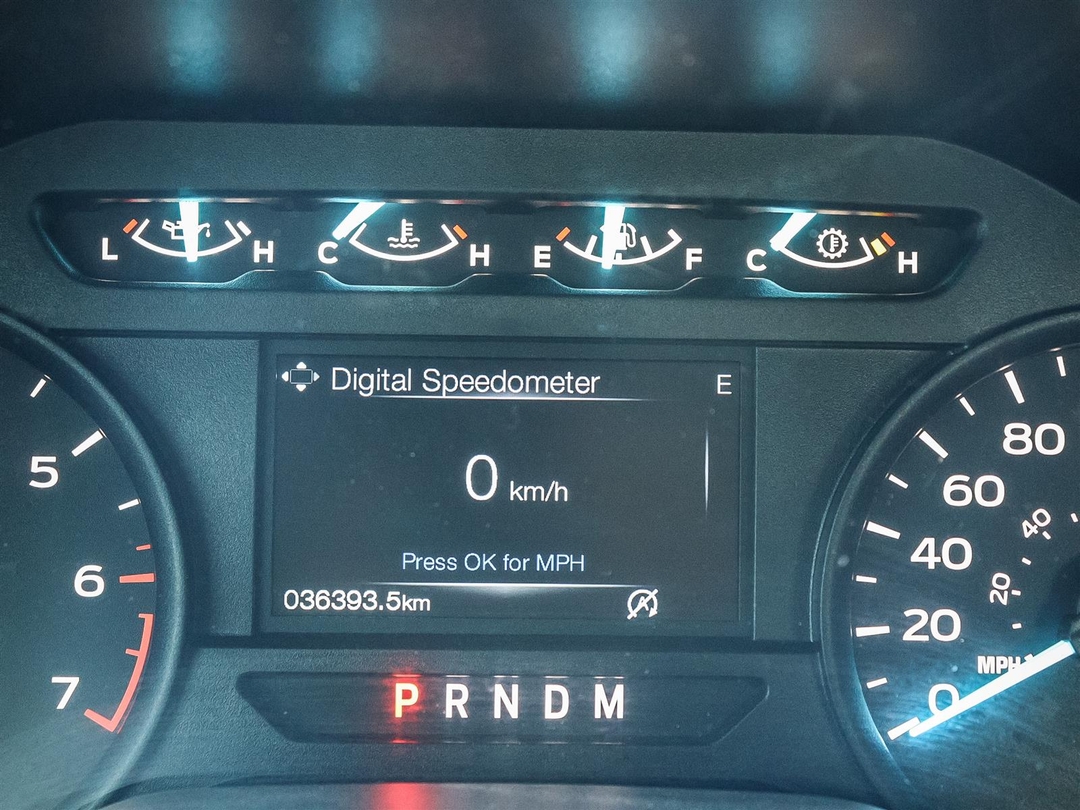 L H C H E F C H
Digital Speedometer E
0 km/h
Press OK for MPH
036393.5km
P R N D M
5
6
7
80
60
40
20
0
40
20
MPH